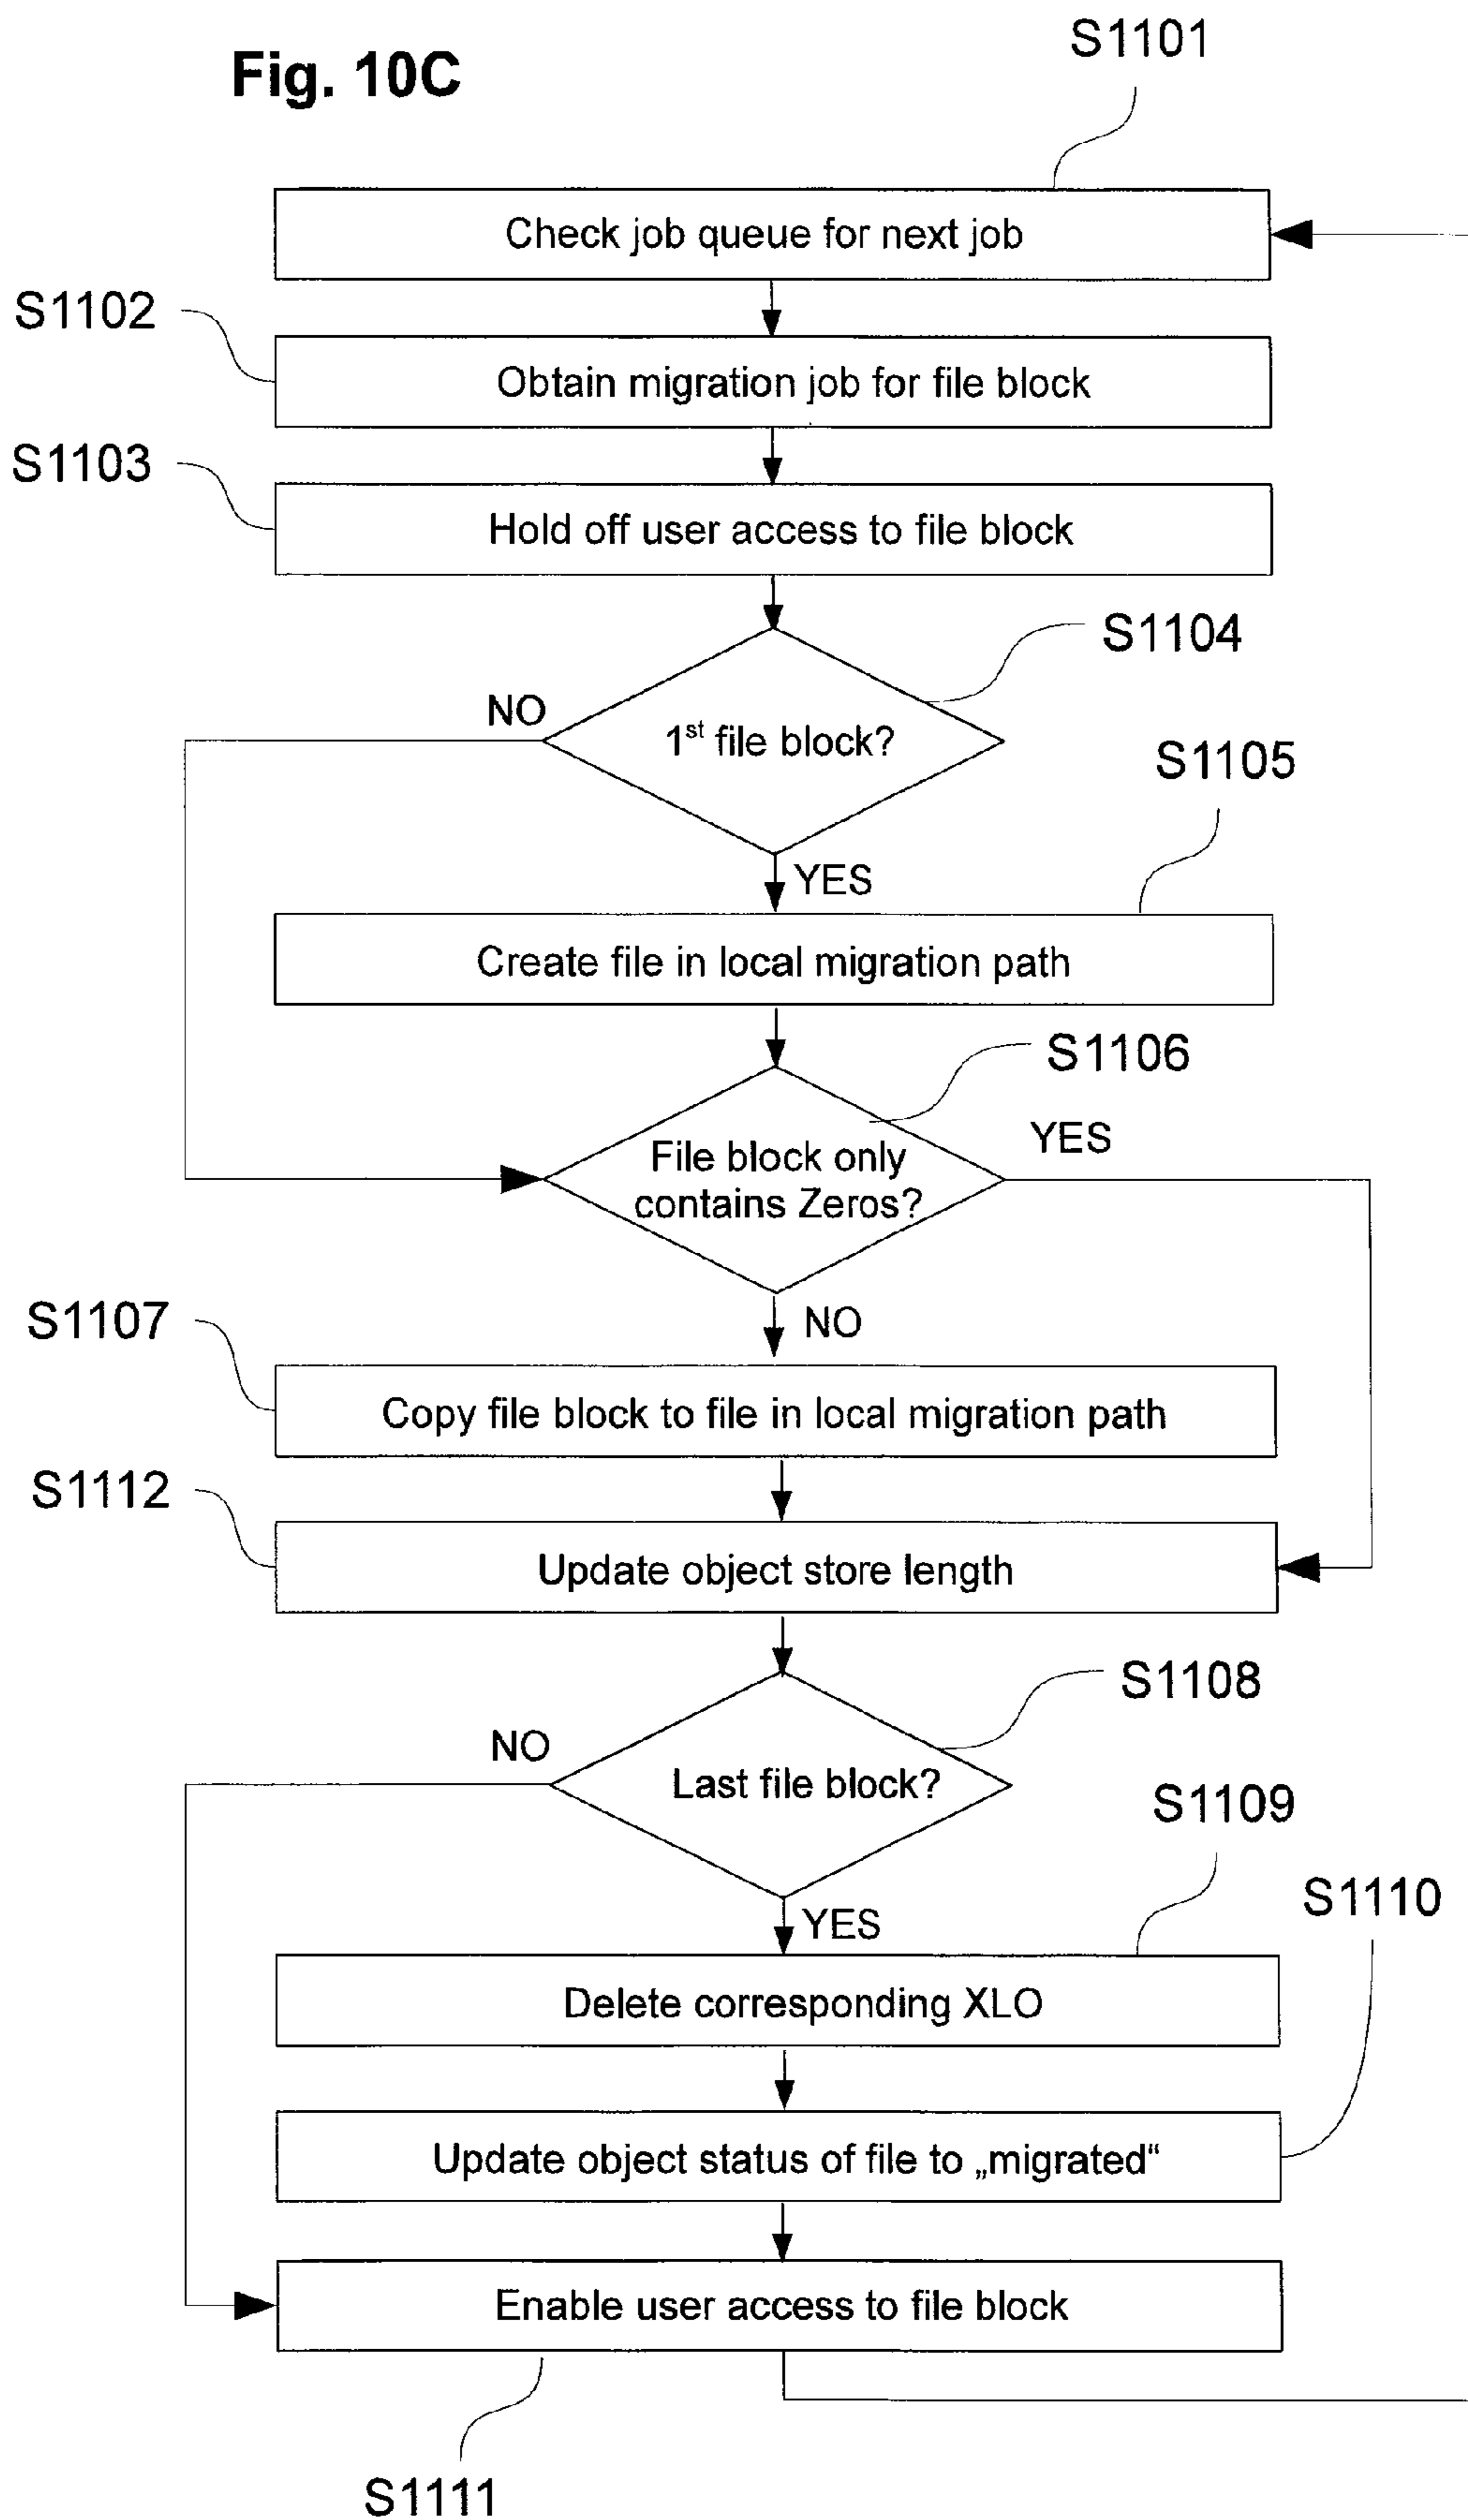 Fig. 10C
S1101
Check job queue for next job
S1102
Obtain migration job for file block
S1103
Hold off user access to file block
S1104
NO
1st file block?
S1105
YES
Create file in local migration path
S1106
YES
File block only
contains Zeros?
NO
S1107
Copy file block to file in local migration path
S1112
Update object store length
S1108
NO
Last file block?
S1109
S1110
YES
Delete corresponding XLO
Update object status of file to „migrated“
Enable user access to file block
S1111